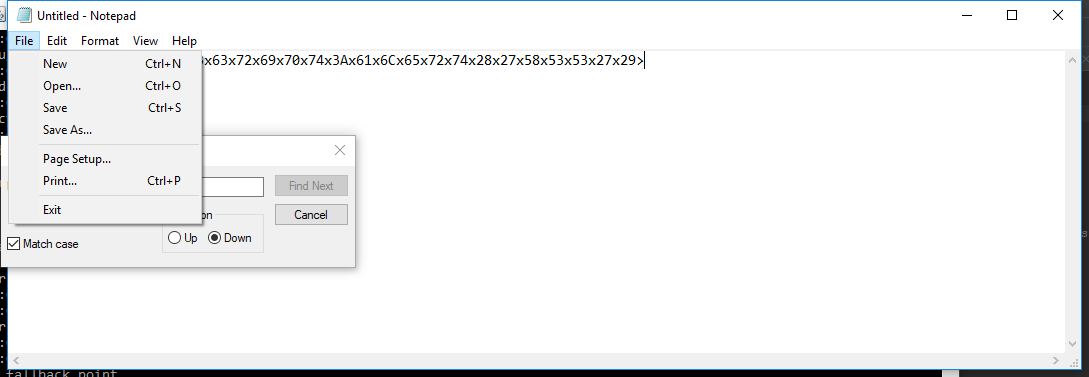 Untitled - Notepad
File Edit Format View Help
x63x72x69x70x74x3Ax61x6Cx65x72x74x28x27x58x53x53x27x29>
New Ctrl+N
Open... Ctrl+O
Save Ctrl+S
Save As...
Page Setup...
Print... Ctrl+P
Exit
Find Next
Cancel
Up Down
Match case
fallback point